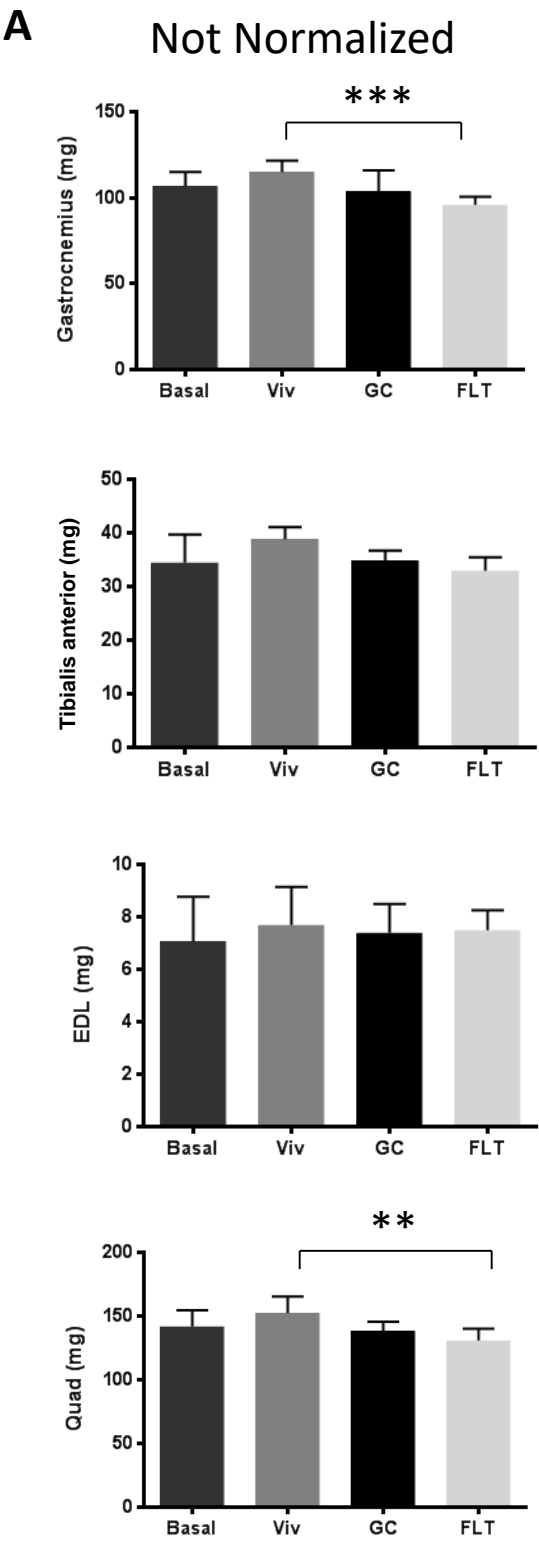 A
Not Normalized
***
Gastrocnemius (mg)
150
100
50
0
Basal Viv GC FLT
Tibialis anterior (mg)
50
40
30
20
10
0
Basal Viv GC FLT
EDL (mg)
10
8
6
4
2
0
Basal Viv GC FLT
**
Quad (mg)
200
150
100
50
0
Basal Viv GC FLT